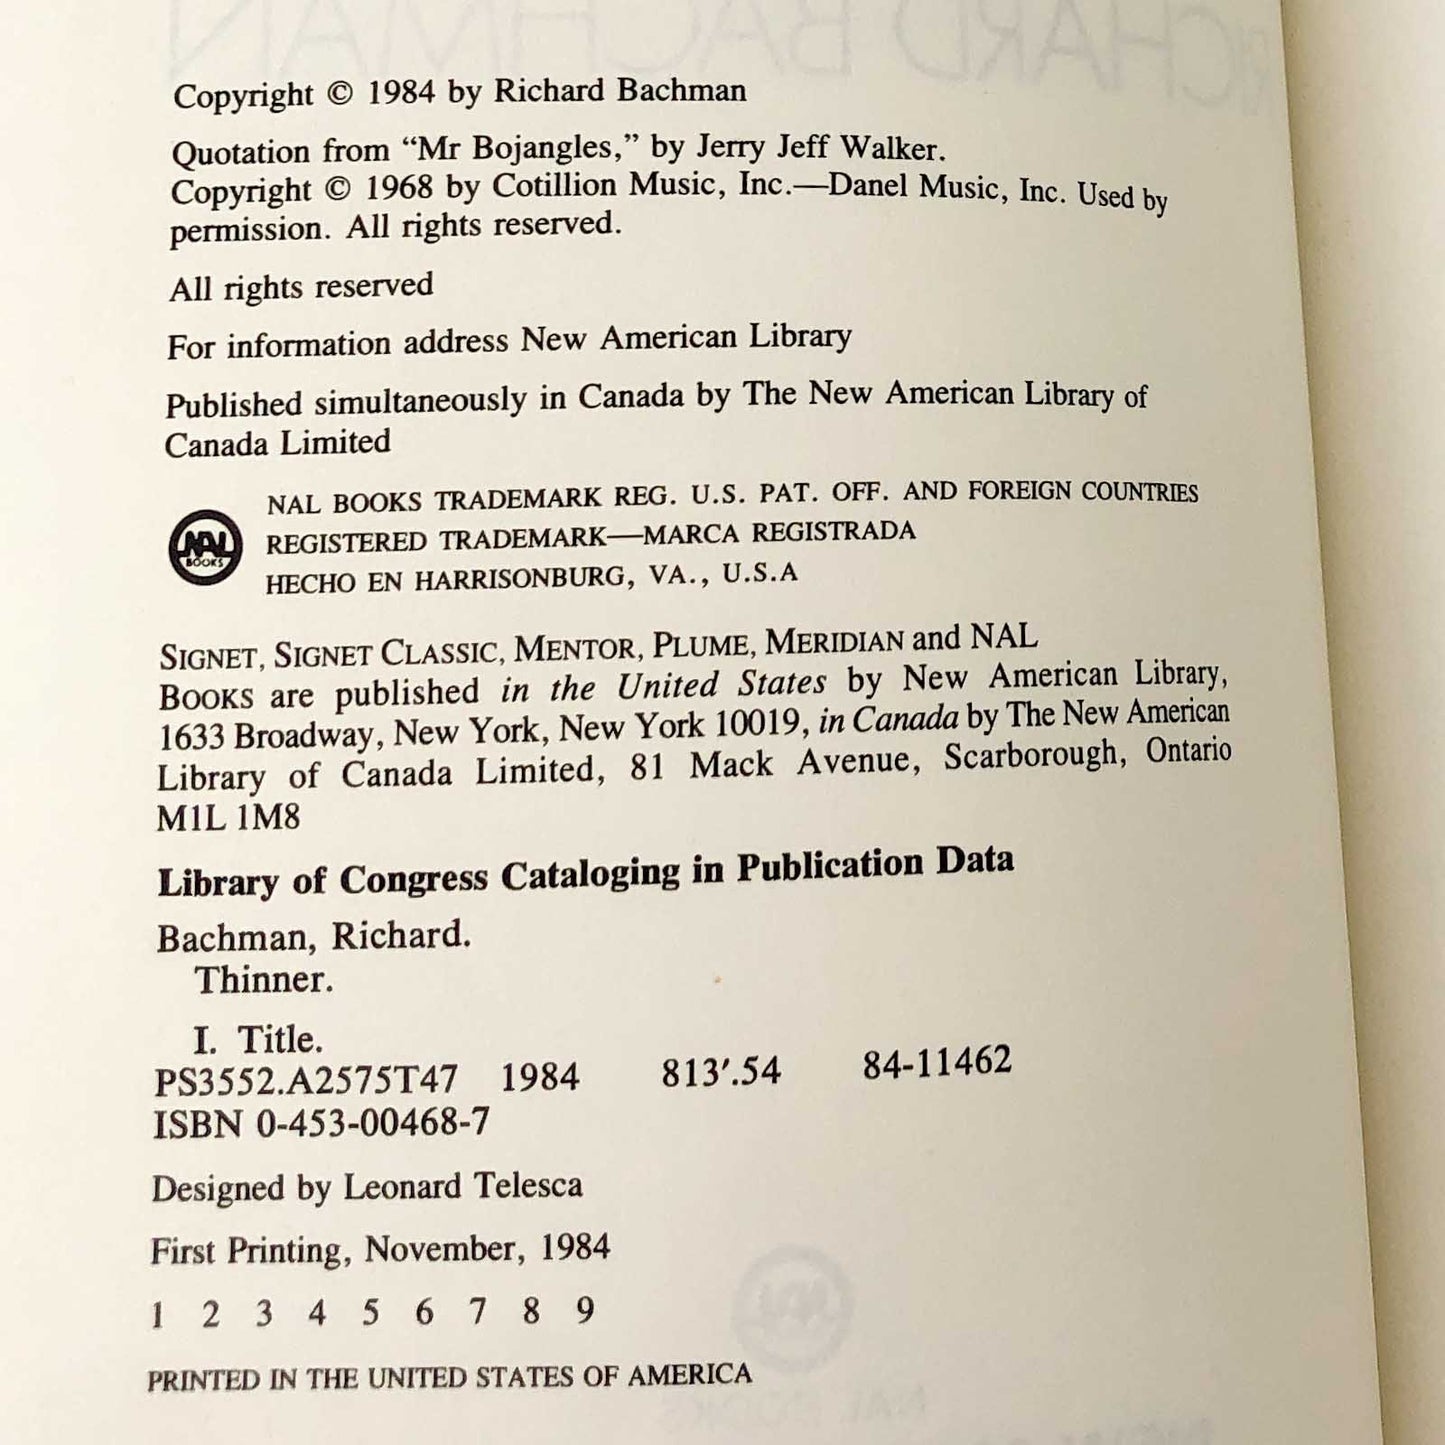 RICHARD BACHMAN
Copyright © 1984 by Richard Bachman
Quotation from “Mr Bojangles,” by Jerry Jeff Walker.
Copyright © 1968 by Cotillion Music, Inc.—Danel Music, Inc. Used by
permission. All rights reserved.
All rights reserved
For information address New American Library
Published simultaneously in Canada by The New American Library of
Canada Limited
NAL BOOKS TRADEMARK REG. U.S. PAT. OFF. AND FOREIGN COUNTRIES
REGISTERED TRADEMARK—MARCA REGISTRADA
HECHO EN HARRISONBURG, VA., U.S.A
NAL
BOOKS
SIGNET, SIGNET CLASSIC, MENTOR, PLUME, MERIDIAN and NAL
BOOKS are published in the United States by New American Library,
1633 Broadway, New York, New York 10019, in Canada by The New American
Library of Canada Limited, 81 Mack Avenue, Scarborough, Ontario
M1L 1M8
Library of Congress Cataloging in Publication Data
Bachman, Richard.
Thinner.
I. Title.
PS3552.A2575T47 1984 813′.54 84-11462
ISBN 0-453-00468-7
Designed by Leonard Telesca
First Printing, November, 1984
1 2 3 4 5 6 7 8 9
PRINTED IN THE UNITED STATES OF AMERICA
NAL
NAL BOOKS